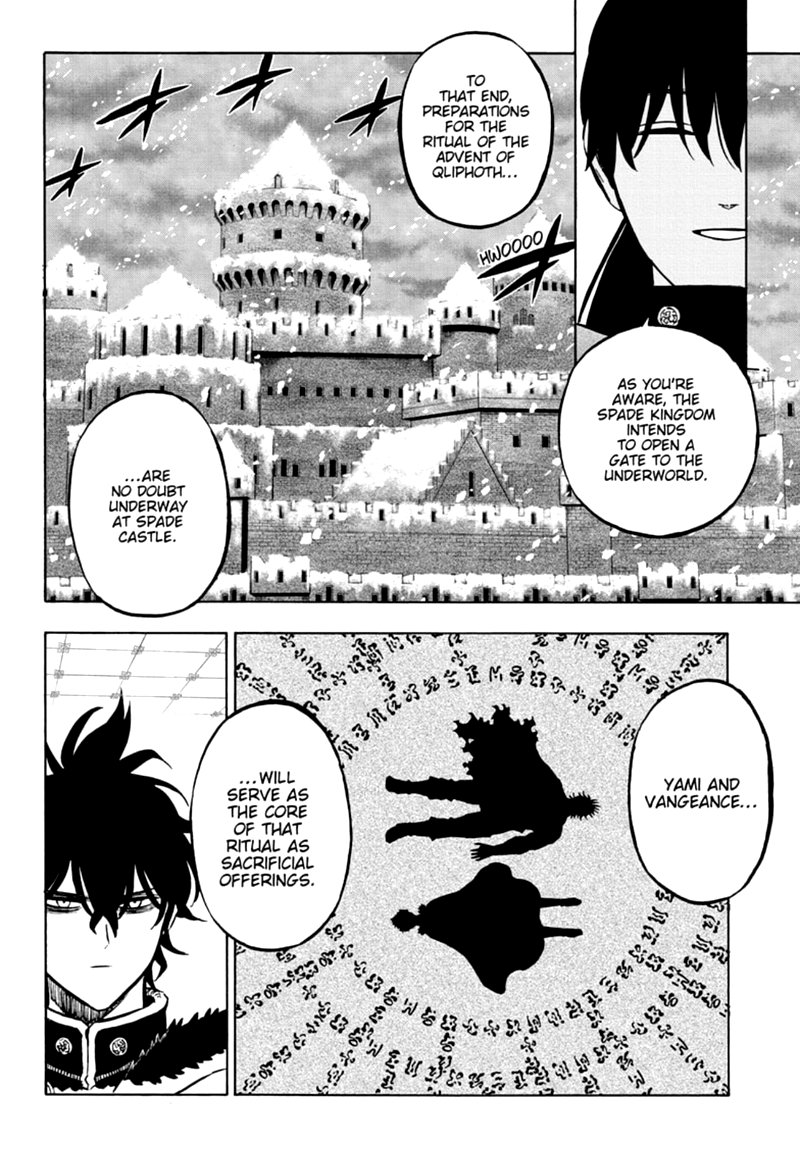 AS YOU'RE
AWARE, THE
SPADE KINGDOM
INTENDS
TO OPEN A
GATE TO THE
UNDERWORLD.
TO
THAT END,
PREPARATIONS
FOR THE
RITUAL OF THE
ADVENT OF
QLIPHOTH...
HWOOOO
...ARE
NO DOUBT
UNDERWAY
AT SPADE
CASTLE.
YAMI AND
VANGEANCE...
...WILL
SERVE AS
THE CORE
OF THAT
RITUAL AS
SACRIFICIAL
OFFERINGS.